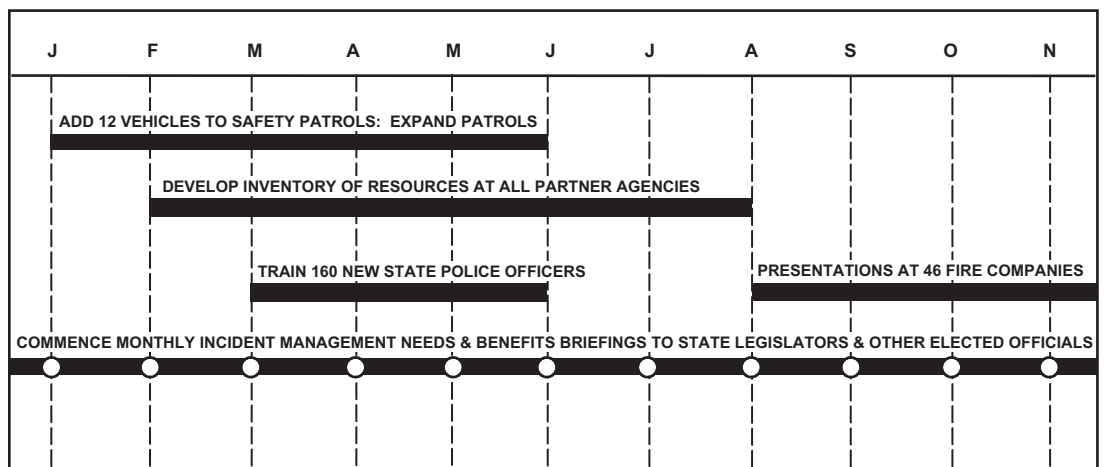 J F M A M J J A S O N
ADD 12 VEHICLES TO SAFETY PATROLS: EXPAND PATROLS
DEVELOP INVENTORY OF RESOURCES AT ALL PARTNER AGENCIES
TRAIN 160 NEW STATE POLICE OFFICERS
PRESENTATIONS AT 46 FIRE COMPANIES
COMMENCE MONTHLY INCIDENT MANAGEMENT NEEDS & BENEFITS BRIEFINGS TO STATE LEGISLATORS & OTHER ELECTED OFFICIALS